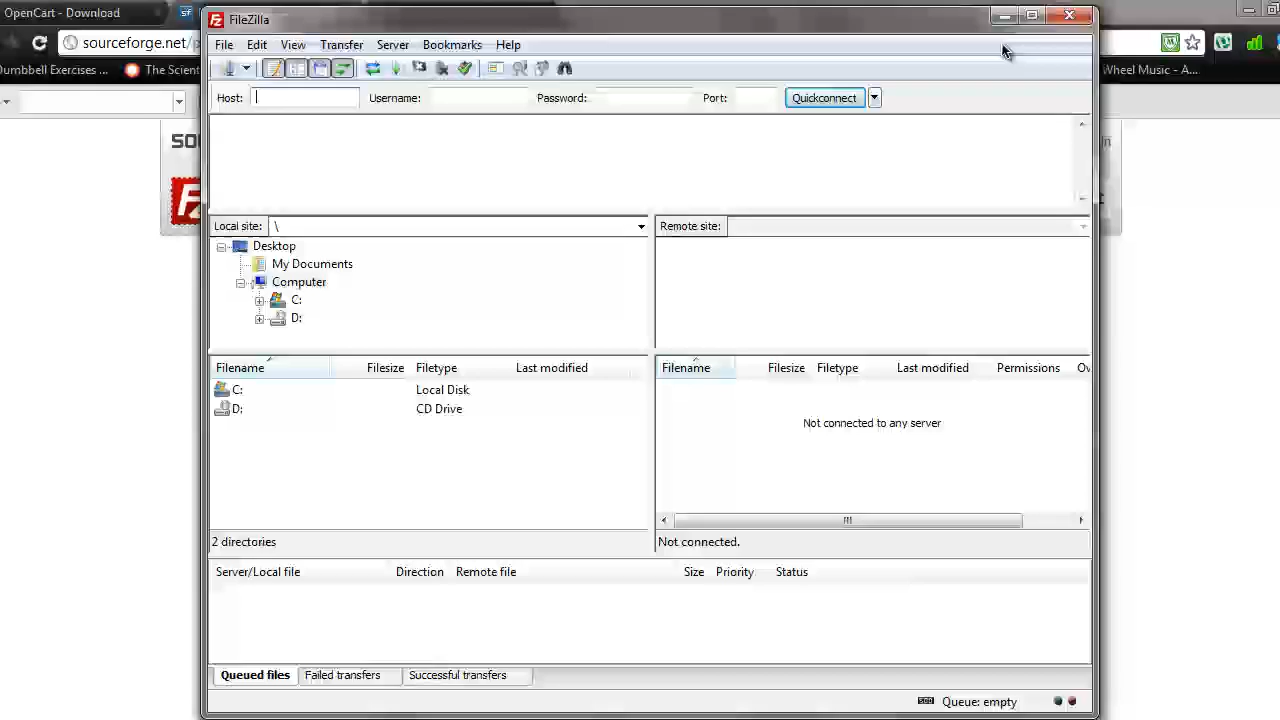 OpenCart - Download
sf
FileZilla
sourceforge.net/p
File Edit View Transfer Server Bookmarks Help
Dumbbell Exercises ... The Scient
Wheel Music - A...
Host: Username: Password: Port: Quickconnect
Local site: \
Remote site:
Desktop
My Documents
Computer
C:
D:
Filename Filesize Filetype Last modified
Filename Filesize Filetype Last modified Permissions Ow
C: Local Disk
D: CD Drive
Not connected to any server
2 directories
Not connected.
Server/Local file Direction Remote file Size Priority Status
Queued files Failed transfers Successful transfers
Queue: empty